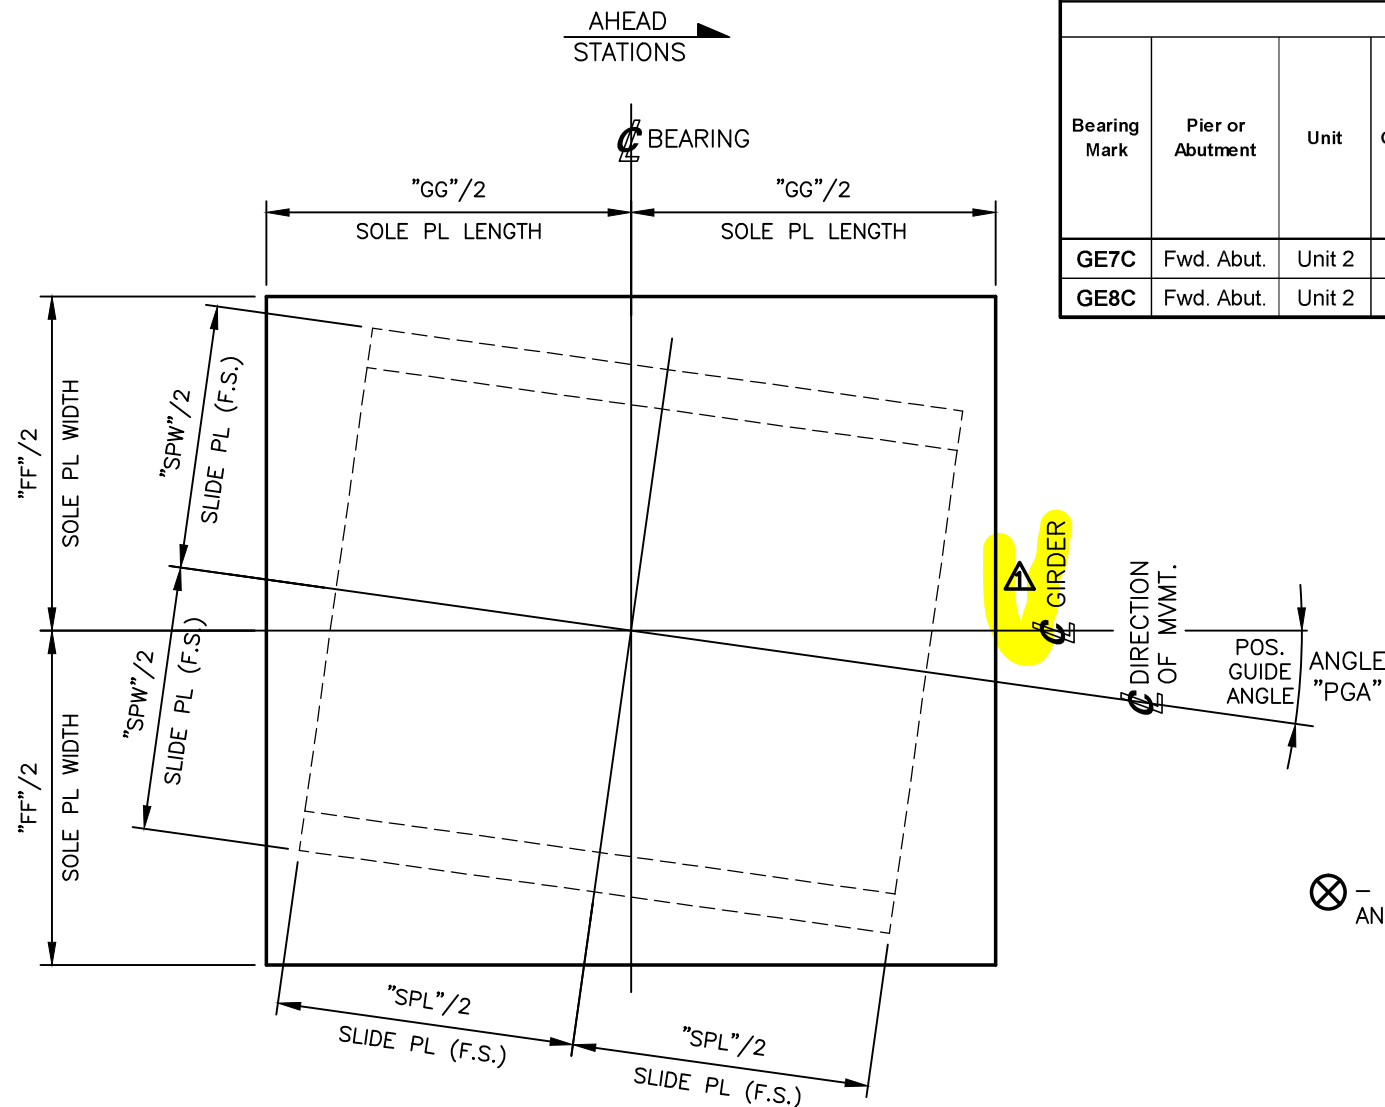 AHEAD
STATIONS
℄ BEARING
"GG"/2
SOLE PL LENGTH
"GG"/2
SOLE PL LENGTH
Bearing
Mark
Pier or
Abutment
Unit
GE7C Fwd. Abut. Unit 2
GE8C Fwd. Abut. Unit 2
"FF"/2
SOLE PL WIDTH
"SPW"/2
SLIDE PL (F.S.)
"FF"/2
SOLE PL WIDTH
"SPW"/2
SLIDE PL (F.S.)
1
℄ GIRDER
℄ DIRECTION
OF MVMT.
POS.
GUIDE
ANGLE
ANGLE
"PGA"
–
AN
"SPL"/2
SLIDE PL (F.S.)
"SPL"/2
SLIDE PL (F.S.)